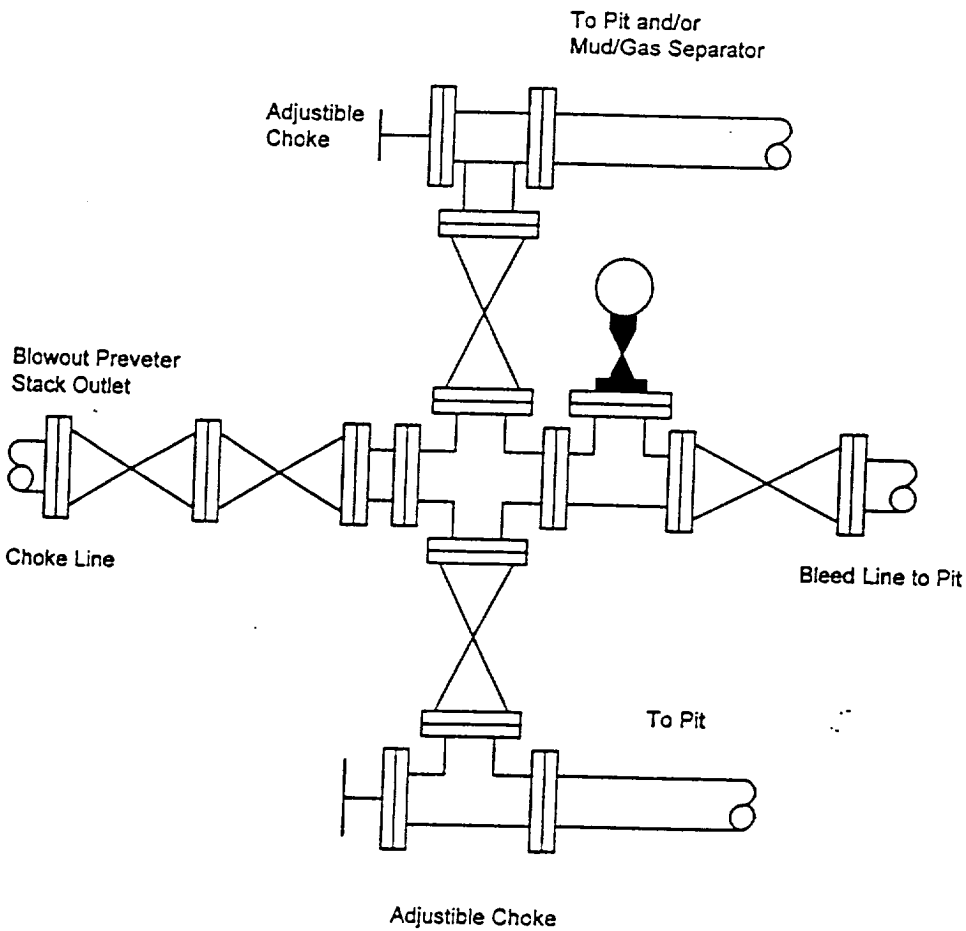 To Pit and/or
Mud/Gas Separator
Adjustible
Choke
Blowout Preveter
Stack Outlet
Choke Line
Bleed Line to Pit
To Pit
Adjustible Choke